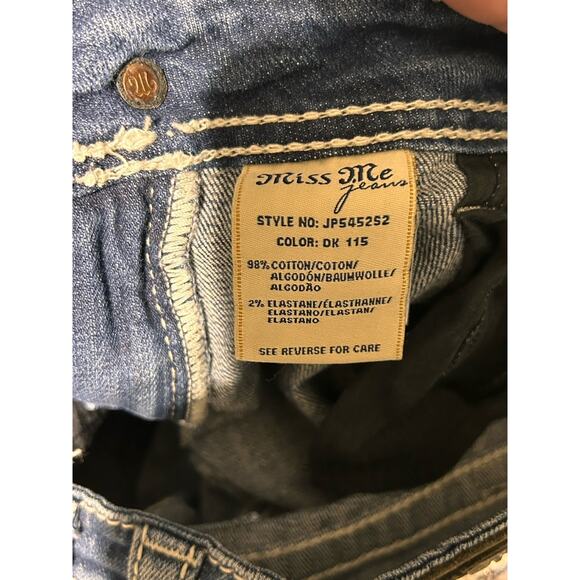 Miss Me
jeans
STYLE NO: JP5452S2
COLOR: DK 115
98% COTTON/COTON/
ALGODÓN/BAUMWOLLE/
ALGODÃO
2% ELASTANE/ÉLASTHANNE/
ELASTANO/ELASTAN/
ELASTANO
SEE REVERSE FOR CARE